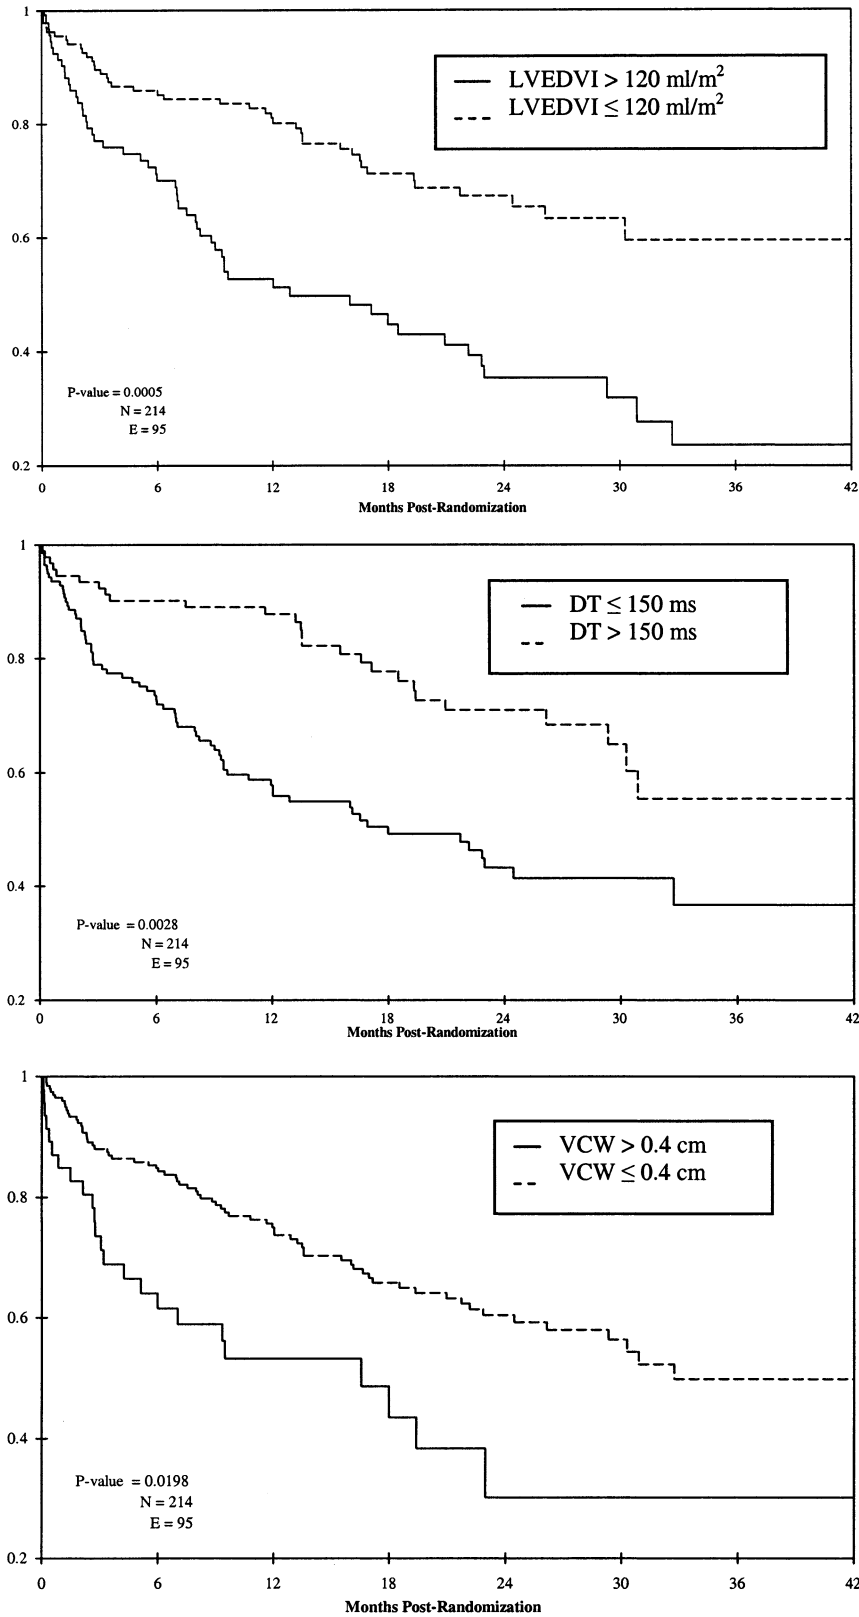 1
LVEDVI > 120 ml/m²
LVEDVI ≤ 120 ml/m²
0.8
0.6
0.4
P-value = 0.0005
N = 214
E = 95
0.2
0 6 12 18 24 30 36 42
Months Post-Randomization
1
DT ≤ 150 ms
DT > 150 ms
0.8
0.6
0.4
P-value = 0.0028
N = 214
E = 95
0.2
0 6 12 18 24 30 36 42
Months Post-Randomization
1
VCW > 0.4 cm
VCW ≤ 0.4 cm
0.8
0.6
0.4
P-value = 0.0198
N = 214
E = 95
0.2
0 6 12 18 24 30 36 42
Months Post-Randomization